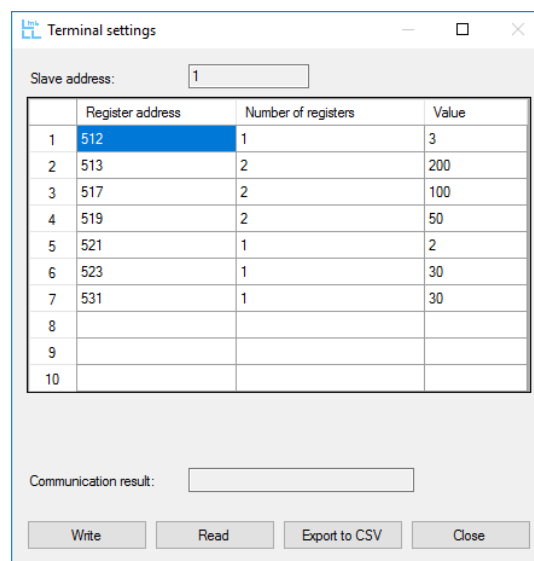 Terminal settings
Slave address: 1
Register address Number of registers Value
1 512 1 3
2 513 2 200
3 517 2 100
4 519 2 50
5 521 1 2
6 523 1 30
7 531 1 30
8
9
10
Communication result:
Write Read Export to CSV Close